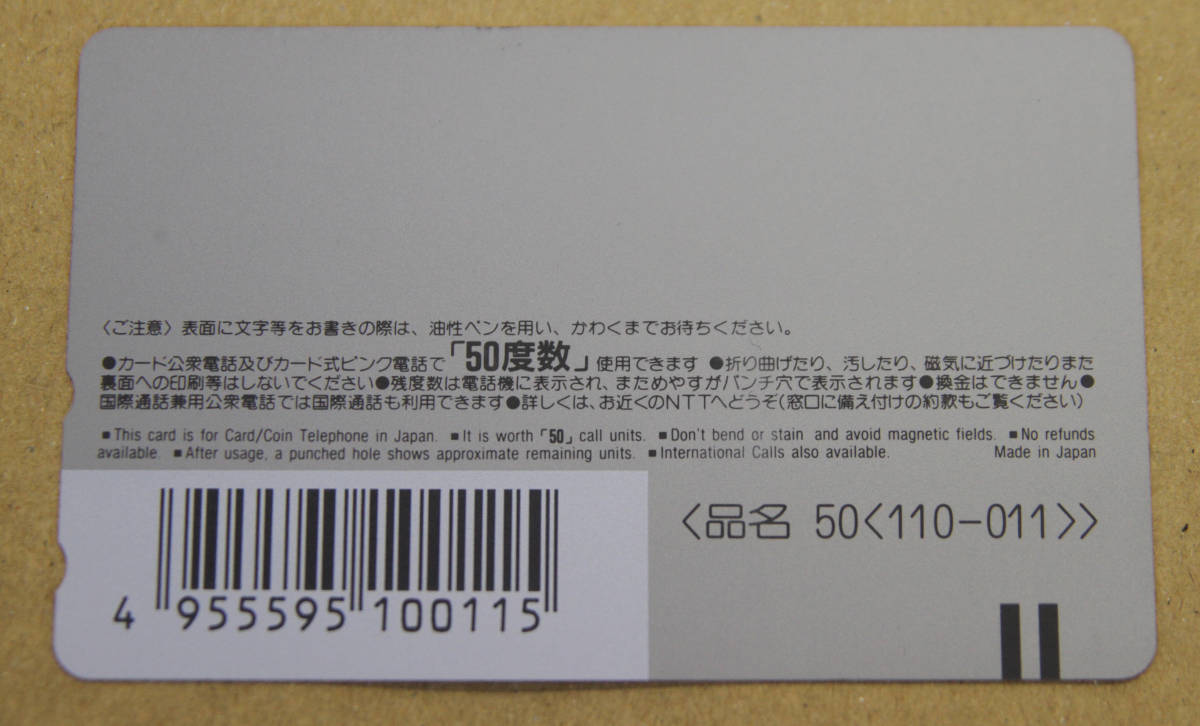 〈ご注意〉表面に文字等をお書きの際は、油性ペンを用い、かわくまでお待ちください。
●カード公衆電話及びカード式ピンク電話で「50度数」使用できます ●折り曲げたり、汚したり、磁気に近づけたりまた
裏面への印刷等はしないでください●残度数は電話機に表示され、まためやすがパンチ穴で表示されます●換金はできません●
国際通話兼用公衆電話では国際通話も利用できます●詳しくは、お近くのNTTへどうぞ(窓口に備え付けの約款もご覧ください)
■This card is for Card/Coin Telephone in Japan. ■It is worth「50」call units. ■Don't bend or stain and avoid magnetic fields. ■No refunds
available. ■After usage, a punched hole shows approximate remaining units. ■International Calls also available. Made in Japan
〈品名 50〈110-011〉〉
4 955595 100115